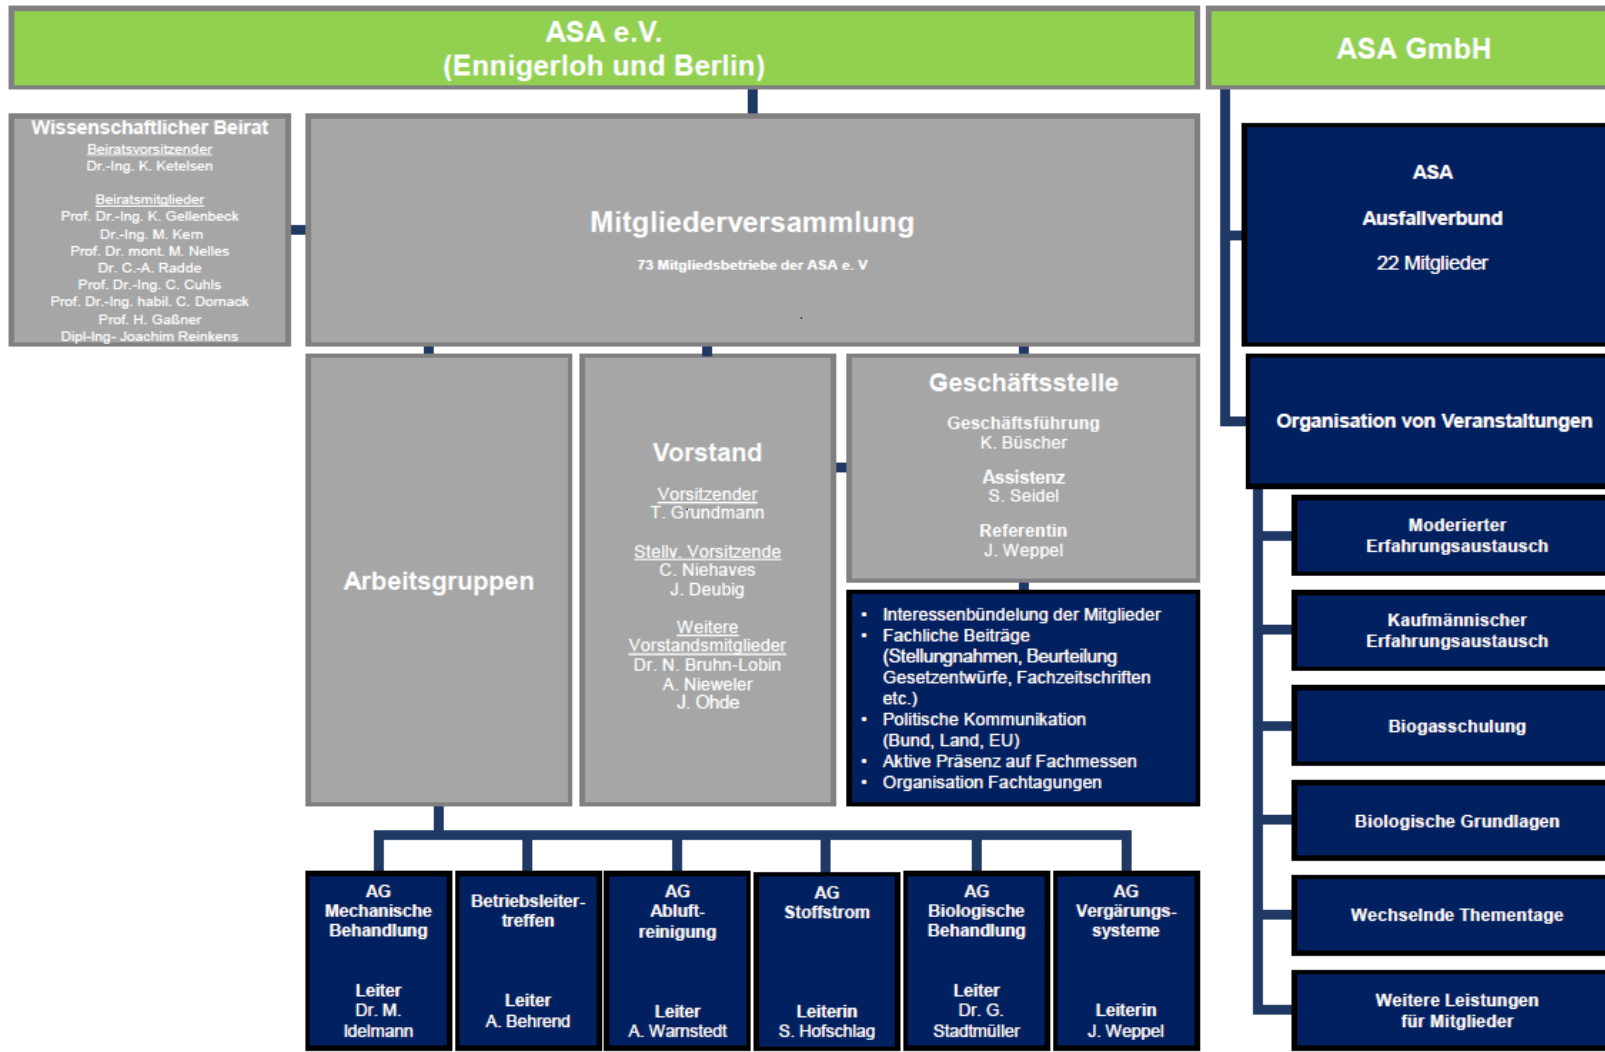 ASA e.V.
(Ennigerloh und Berlin)
ASA GmbH
Wissenschaftlicher Beirat
Beiratsvorsitzender
Dr.-Ing. K. Ketelsen
Beiratsmitglieder
Prof. Dr.-Ing. K. Gellenbeck
Dr.-Ing. M. Kern
Prof. Dr. mont. M. Nelles
Dr. C.-A. Radde
Prof. Dr.-Ing. C. Cuhls
Prof. Dr.-Ing. habil. C. Dornack
Prof. H. Gaßner
Dipl-Ing- Joachim Reinkens
Mitgliederversammlung
73 Mitgliedsbetriebe der ASA e. V
Arbeitsgruppen
Vorstand
Vorsitzender
T. Grundmann
Stellv. Vorsitzende
C. Niehaves
J. Deubig
Weitere
Vorstandsmitglieder
Dr. N. Bruhn-Lobin
A. Nieweler
J. Ohde
Geschäftsstelle
Geschäftsführung
K. Büscher
Assistenz
S. Seidel
Referentin
J. Weppel
• Interessenbündelung der Mitglieder
• Fachliche Beiträge
(Stellungnahmen, Beurteilung
Gesetzentwürfe, Fachzeitschriften
etc.)
• Politische Kommunikation
(Bund, Land, EU)
• Aktive Präsenz auf Fachmessen
• Organisation Fachtagungen
AG
Mechanische
Behandlung
Leiter
Dr. M.
Idelmann
Betriebsleiter-
treffen
Leiter
A. Behrend
AG
Abluft-
reinigung
Leiter
A. Warnstedt
AG
Stoffstrom
Leiterin
S. Hofschlag
AG
Biologische
Behandlung
Leiter
Dr. G.
Stadtmüller
AG
Vergärungs-
systeme
Leiterin
J. Weppel
ASA
Ausfallverbund
22 Mitglieder
Organisation von Veranstaltungen
Moderierter
Erfahrungsaustausch
Kaufmännischer
Erfahrungsaustausch
Biogasschulung
Biologische Grundlagen
Wechselnde Thementage
Weitere Leistungen
für Mitglieder